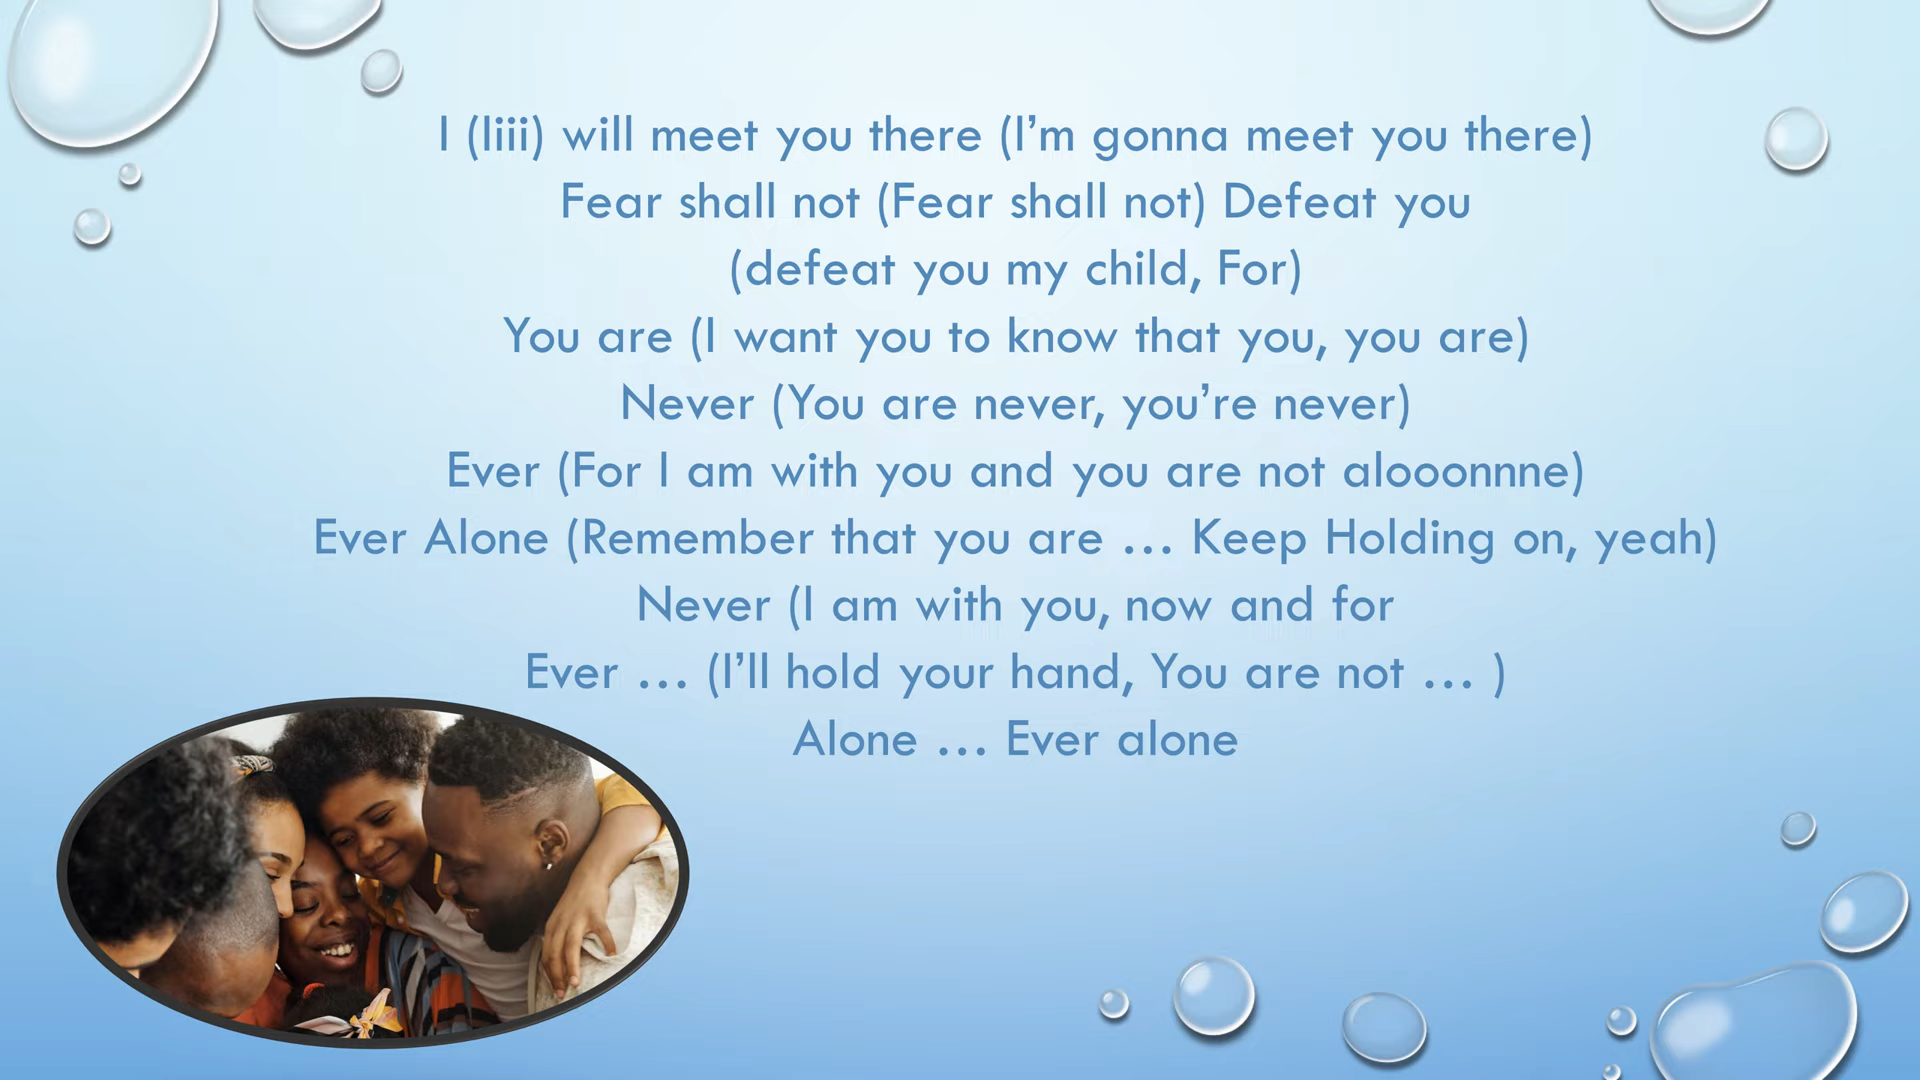 I (Iiii) will meet you there (I’m gonna meet you there)
Fear shall not (Fear shall not) Defeat you
(defeat you my child, For)
You are (I want you to know that you, you are)
Never (You are never, you’re never)
Ever (For I am with you and you are not alooonnne)
Ever Alone (Remember that you are … Keep Holding on, yeah)
Never (I am with you, now and for
Ever … (I’ll hold your hand, You are not … )
Alone … Ever alone